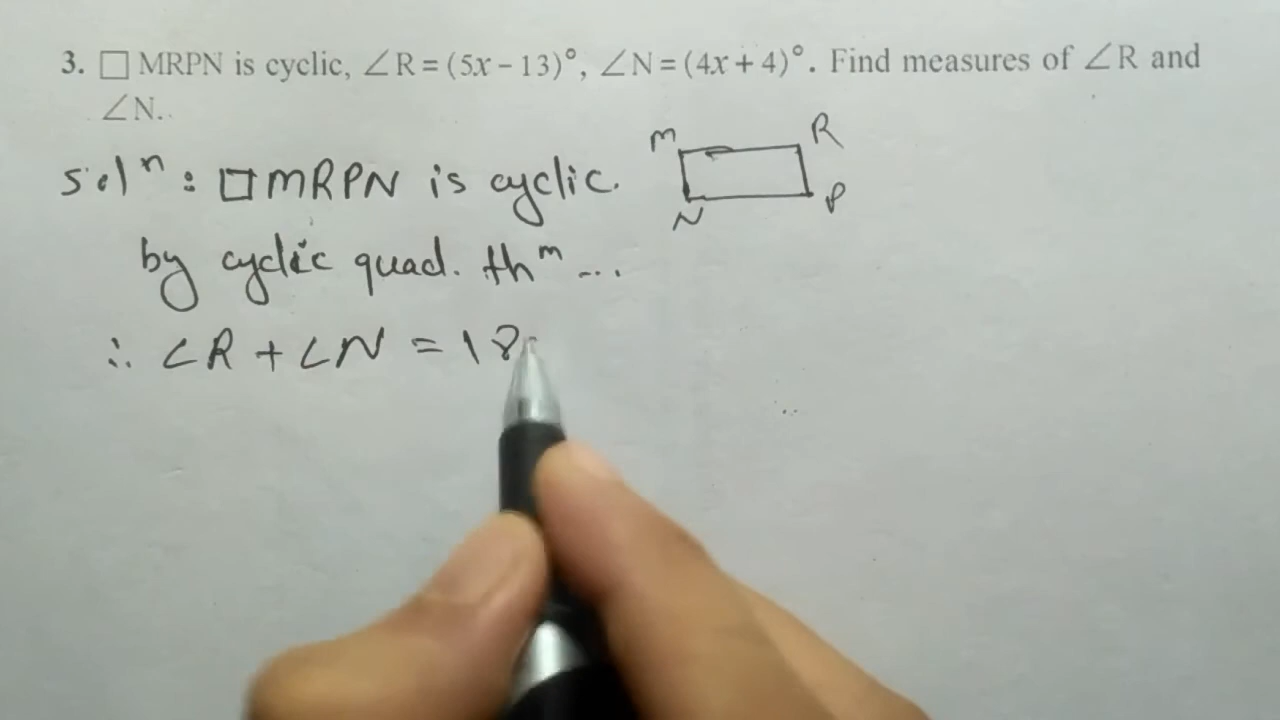 3. □ MRPN is cyclic, ∠R = (5x – 13)°, ∠N = (4x + 4)°. Find measures of ∠R and
∠N..
M R
N P
solⁿ : □MRPN is cyclic.
by cyclic quad. thᵐ ...
∴ ∠R + ∠N = 18